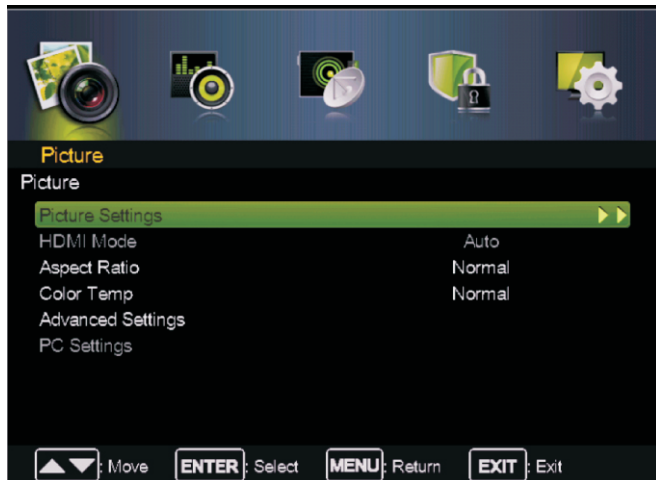 Picture
Picture
Picture Settings
HDMI Mode Auto
Aspect Ratio Normal
Color Temp Normal
Advanced Settings
PC Settings
▲▼: Move ENTER: Select MENU: Return EXIT: Exit